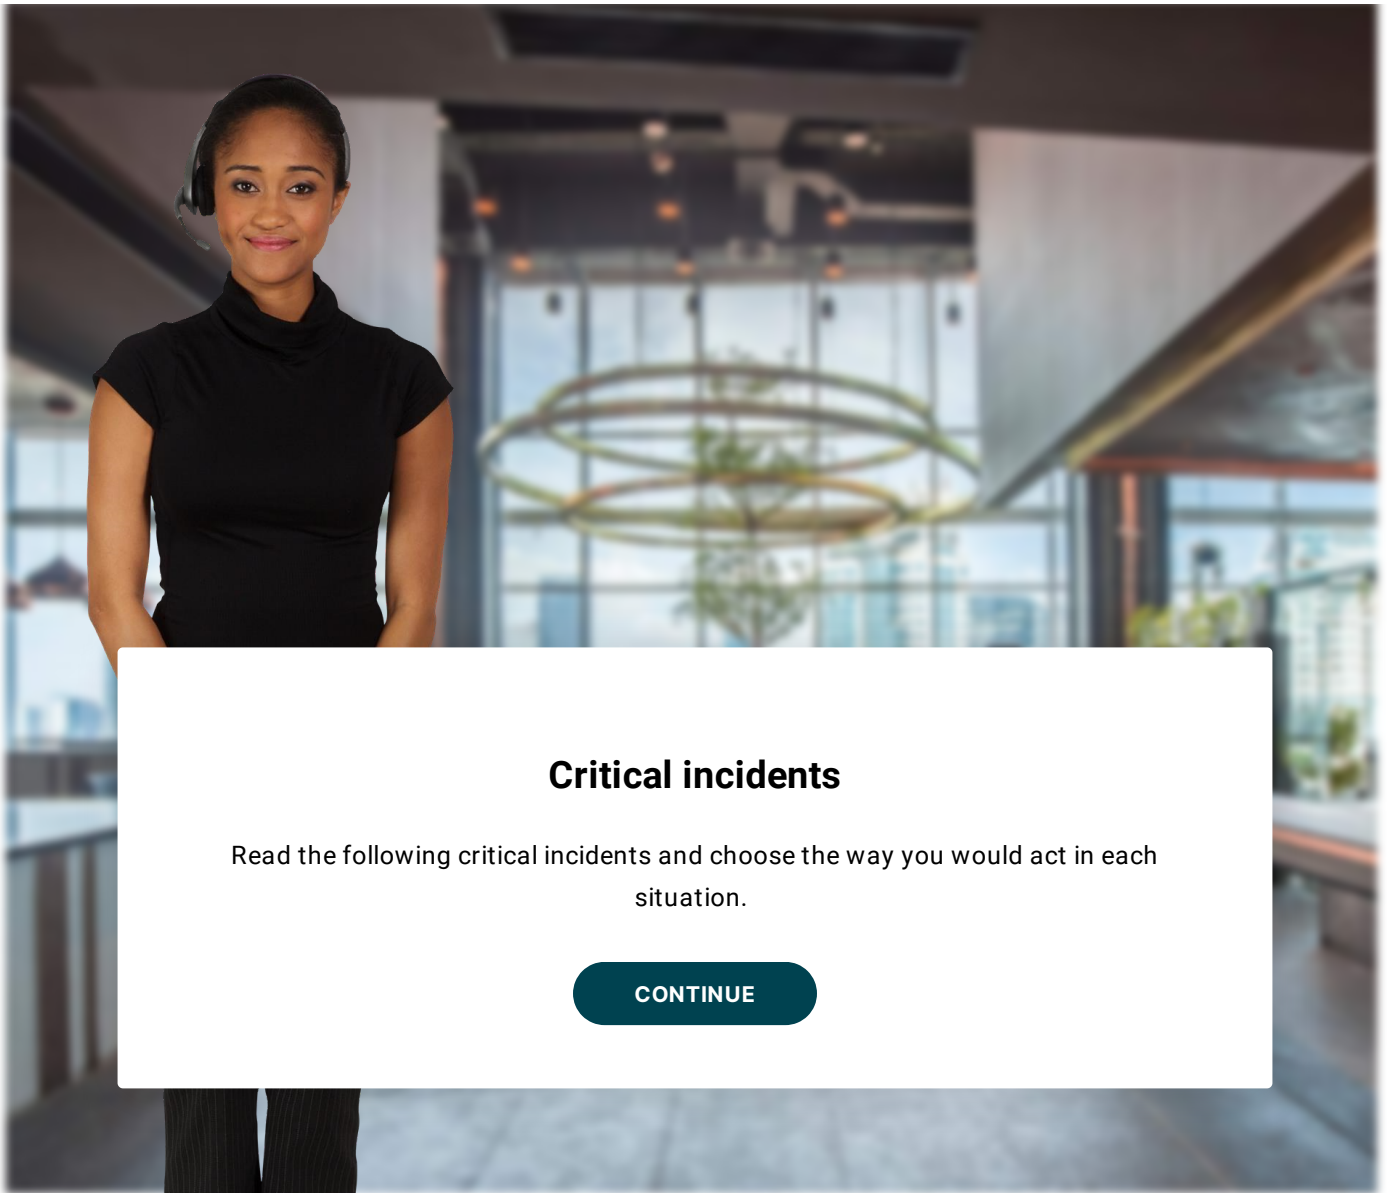 Critical incidents
Read the following critical incidents and choose the way you would act in each
situation.
CONTINUE